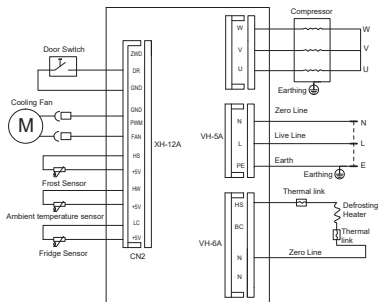 Compressor
W
V
U
W
V
U
Earthing
Door Switch
ZWD
DR
GND
Cooling Fan
M
GND
PWM
FAN
HS
+5V
Frost Sensor
HW
+5V
Ambient temperature sensor
LC
+5V
Fridge Sensor
CN2
XH-12A
VH-5A
N
L
PE
Zero Line
Live Line
Earth
Earthing
N
L
E
VH-6A
HS
BC
N
N
Thermal link
Defrosting
Heater
Thermal
link
Zero Line